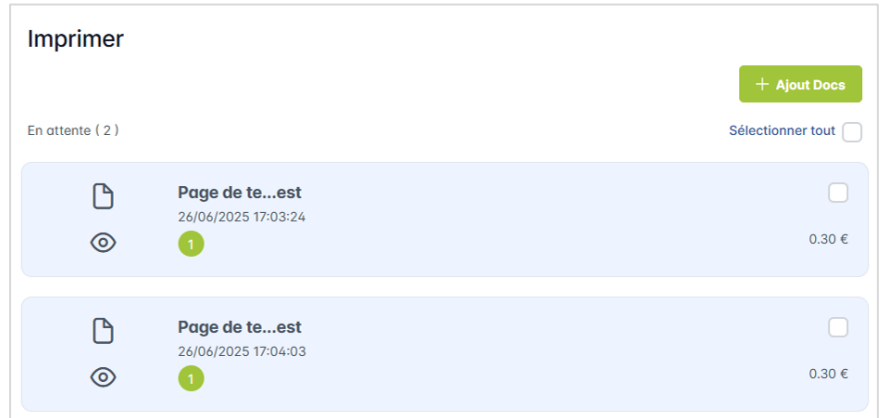 Imprimer
+ Ajout Docs
En attente ( 2 )
Sélectionner tout
Page de te...est
26/06/2025 17:03:24
1
0.30 €
Page de te...est
26/06/2025 17:04:03
1
0.30 €